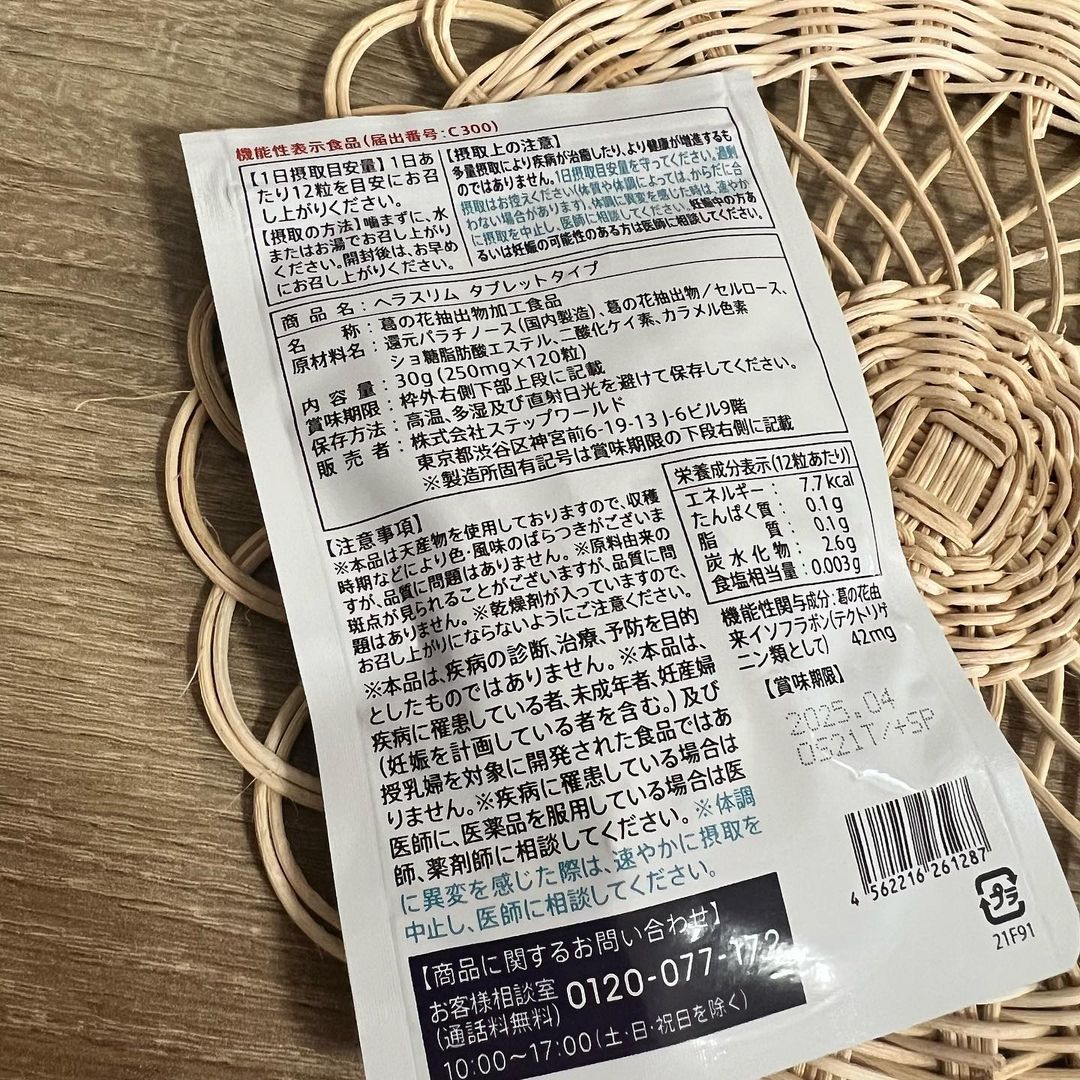 機能性表示食品(届出番号:C300)
【1日摂取目安量】1日あ
たり12粒を目安にお召
し上がりください。
【摂取の方法】噛まずに、水
またはお湯でお召し上がり
ください。開封後は、お早め
にお召し上がりください。
【摂取上の注意】
多量摂取により疾病が治癒したり、より健康が増進するも
のではありません。1日摂取目安量を守ってください。過剰
摂取はお控えください(体質や体調によっては、からだに合
わない場合があります)。体調に異変を感じた時は、速やか
に摂取を中止し、医師に相談してください。妊娠中の方あ
るいは妊娠の可能性のある方は医師に相談してください。
商品名:ヘラスリム タブレットタイプ
名称:葛の花抽出物加工食品
原材料名:還元パラチノース(国内製造)、葛の花抽出物/セルロース、
ショ糖脂肪酸エステル、二酸化ケイ素、カラメル色素
内容量:30g(250mg×120粒)
賞味期限:枠外右側下部上段に記載
保存方法:高温、多湿及び直射日光を避けて保存してください。
販売者:株式会社ステップワールド
東京都渋谷区神宮前6-19-13 J-6ビル9階
※製造所固有記号は賞味期限の下段右側に記載
【注意事項】
※本品は天産物を使用しておりますので、収穫
時期などにより色・風味のばらつきがございま
すが、品質に問題はありません。※原料由来の
斑点が見られることがございますが、品質に問
題はありません。※乾燥剤が入っていますので、
お召し上がりにならないようにご注意ください。
※本品は、疾病の診断、治療、予防を目的
としたものではありません。※本品は、
疾病に罹患している者、未成年者、妊産婦
(妊娠を計画している者を含む。)及び
授乳婦を対象に開発された食品ではあ
りません。※疾病に罹患している場合は
医師に、医薬品を服用している場合は医
師、薬剤師に相談してください。※体調
に異変を感じた際は、速やかに摂取を
中止し、医師に相談してください。
栄養成分表示(12粒あたり)
エネルギー: 7.7kcal
たんぱく質: 0.1g
脂質: 0.1g
炭水化物: 2.6g
食塩相当量: 0.003g
機能性関与成分:葛の花由
来イソフラボン(テクトリゲ
ニン類として) 42mg
【賞味期限】
2025.04
0521T/+SP
4 562216 261287
プラ
21F91
【商品に関するお問い合わせ】
お客様相談室 0120-077-172
(通話料無料)
10:00〜17:00(土・日・祝日を除く)